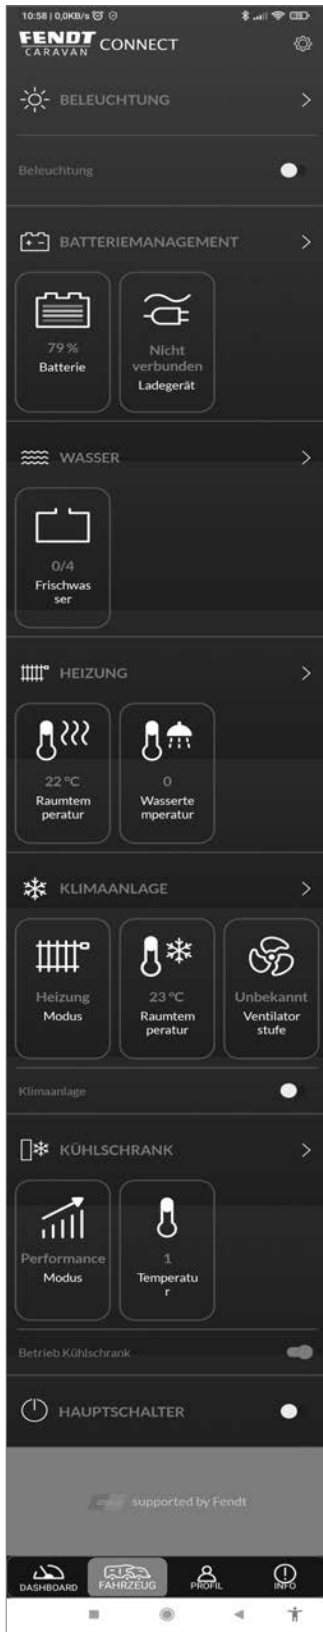 10:58 | 0,0KB/s
FENDT CONNECT
CARAVAN
BELEUCHTUNG
Beleuchtung
BATTERIEMANAGEMENT
79 %
Batterie
Nicht
verbunden
Ladegerät
WASSER
0/4
Frischwas
ser
HEIZUNG
22 °C
Raumtem
peratur
0
Wasserte
mperatur
KLIMAANLAGE
Heizung
Modus
23 °C
Raumtem
peratur
Unbekannt
Ventilator
stufe
Klimaanlage
KÜHLSCHRANK
Performance
Modus
1
Temperatu
r
Betrieb Kühlschrank
HAUPTSCHALTER
supported by Fendt
DASHBOARD FAHRZEUG PROFIL INFO